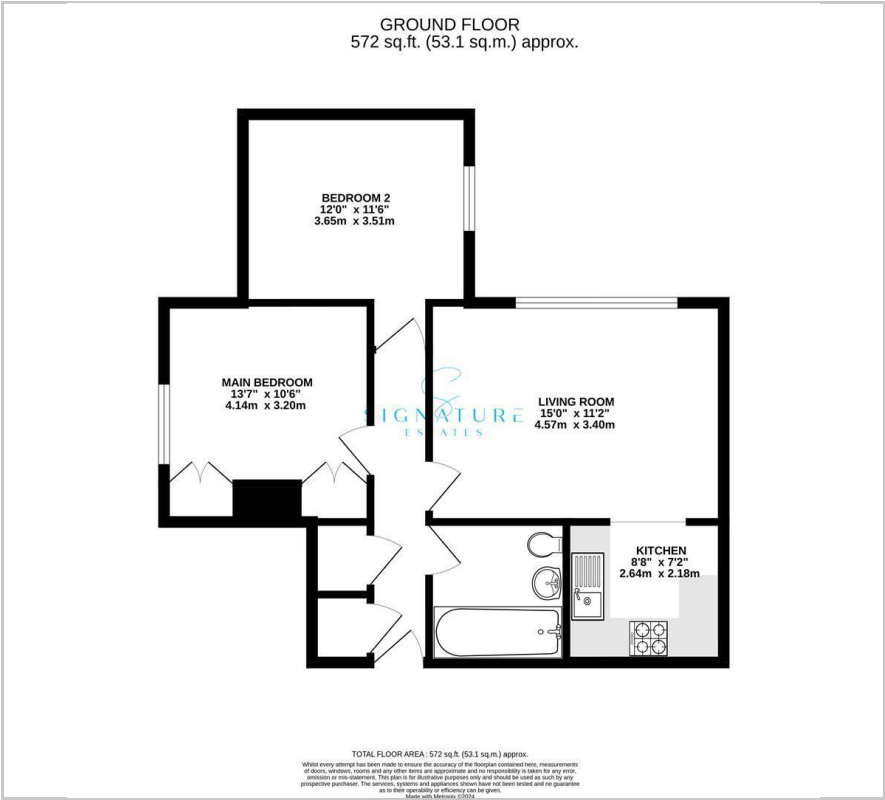 GROUND FLOOR
572 sq.ft. (53.1 sq.m.) approx.
BEDROOM 2
12'0" x 11'6"
3.65m x 3.51m
MAIN BEDROOM
13'7" x 10'6"
4.14m x 3.20m
LIVING ROOM
15'0" x 11'2"
4.57m x 3.40m
SIGNATURE
ESTATES
KITCHEN
8'8" x 7'2"
2.64m x 2.18m
TOTAL FLOOR AREA : 572 sq.ft. (53.1 sq.m.) approx.
Whilst every attempt has been made to ensure the accuracy of the floorplan contained here, measurements
of doors, windows, rooms and any other items are approximate and no responsibility is taken for any error,
omission or mis-statement. This plan is for illustrative purposes only and should be used as such by any
prospective purchaser. The services, systems and appliances shown have not been tested and no guarantee
as to their operability or efficiency can be given.
Made with Metropix ©2024